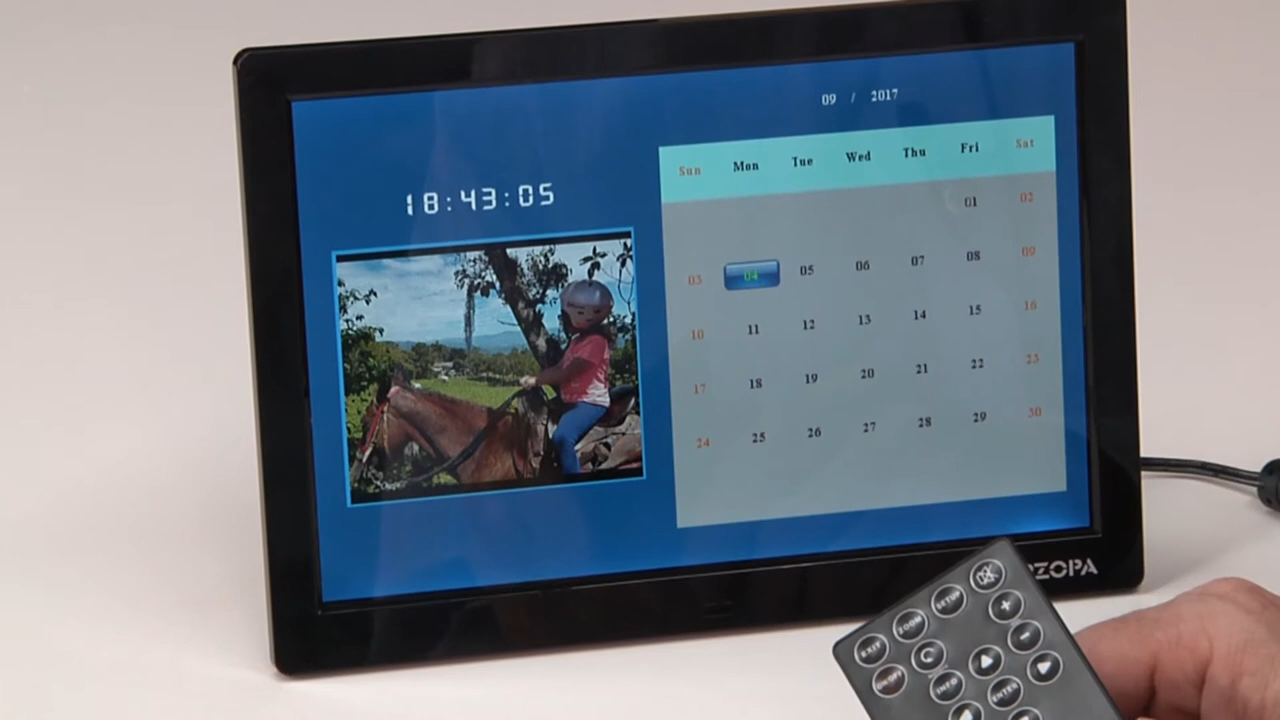 09 / 2017
18:43:05
Sun Mon Tue Wed Thu Fri Sat
01 02
03 04 05 06 07 08 09
10 11 12 13 14 15 16
17 18 19 20 21 22 23
24 25 26 27 28 29 30
ZOPA
SETUP
ZOOM
EXIT
+
-
ON/OFF
INFO
ENTER